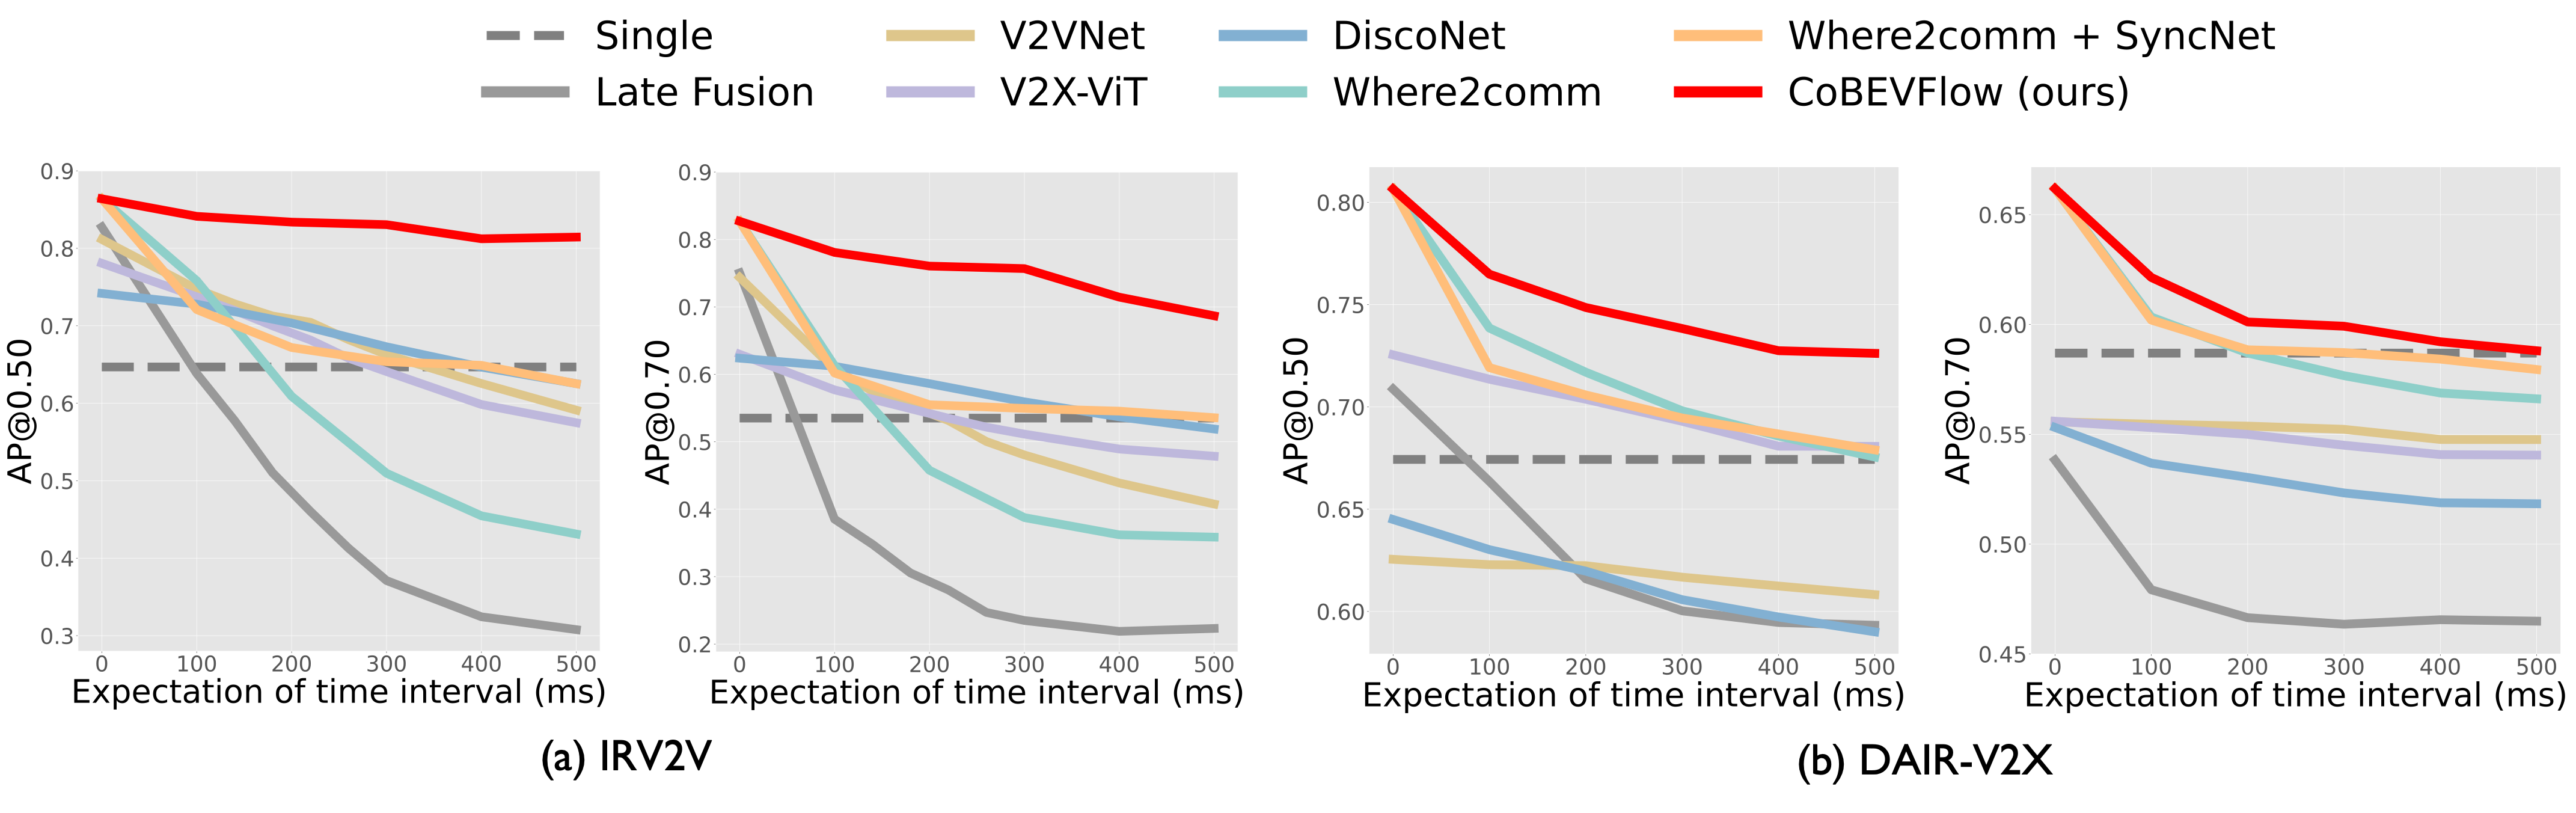 Single V2VNet DiscoNet Where2comm + SyncNet
Late Fusion V2X-ViT Where2comm CoBEVFlow (ours)
AP@0.50
0.9
0.8
0.7
0.6
0.5
0.4
0.3
0 100 200 300 400 500
Expectation of time interval (ms)
AP@0.70
0.9
0.8
0.7
0.6
0.5
0.4
0.3
0.2
0 100 200 300 400 500
Expectation of time interval (ms)
(a) IRV2V
AP@0.50
0.80
0.75
0.70
0.65
0.60
0 100 200 300 400 500
Expectation of time interval (ms)
AP@0.70
0.65
0.60
0.55
0.50
0.45
0 100 200 300 400 500
Expectation of time interval (ms)
(b) DAIR-V2X